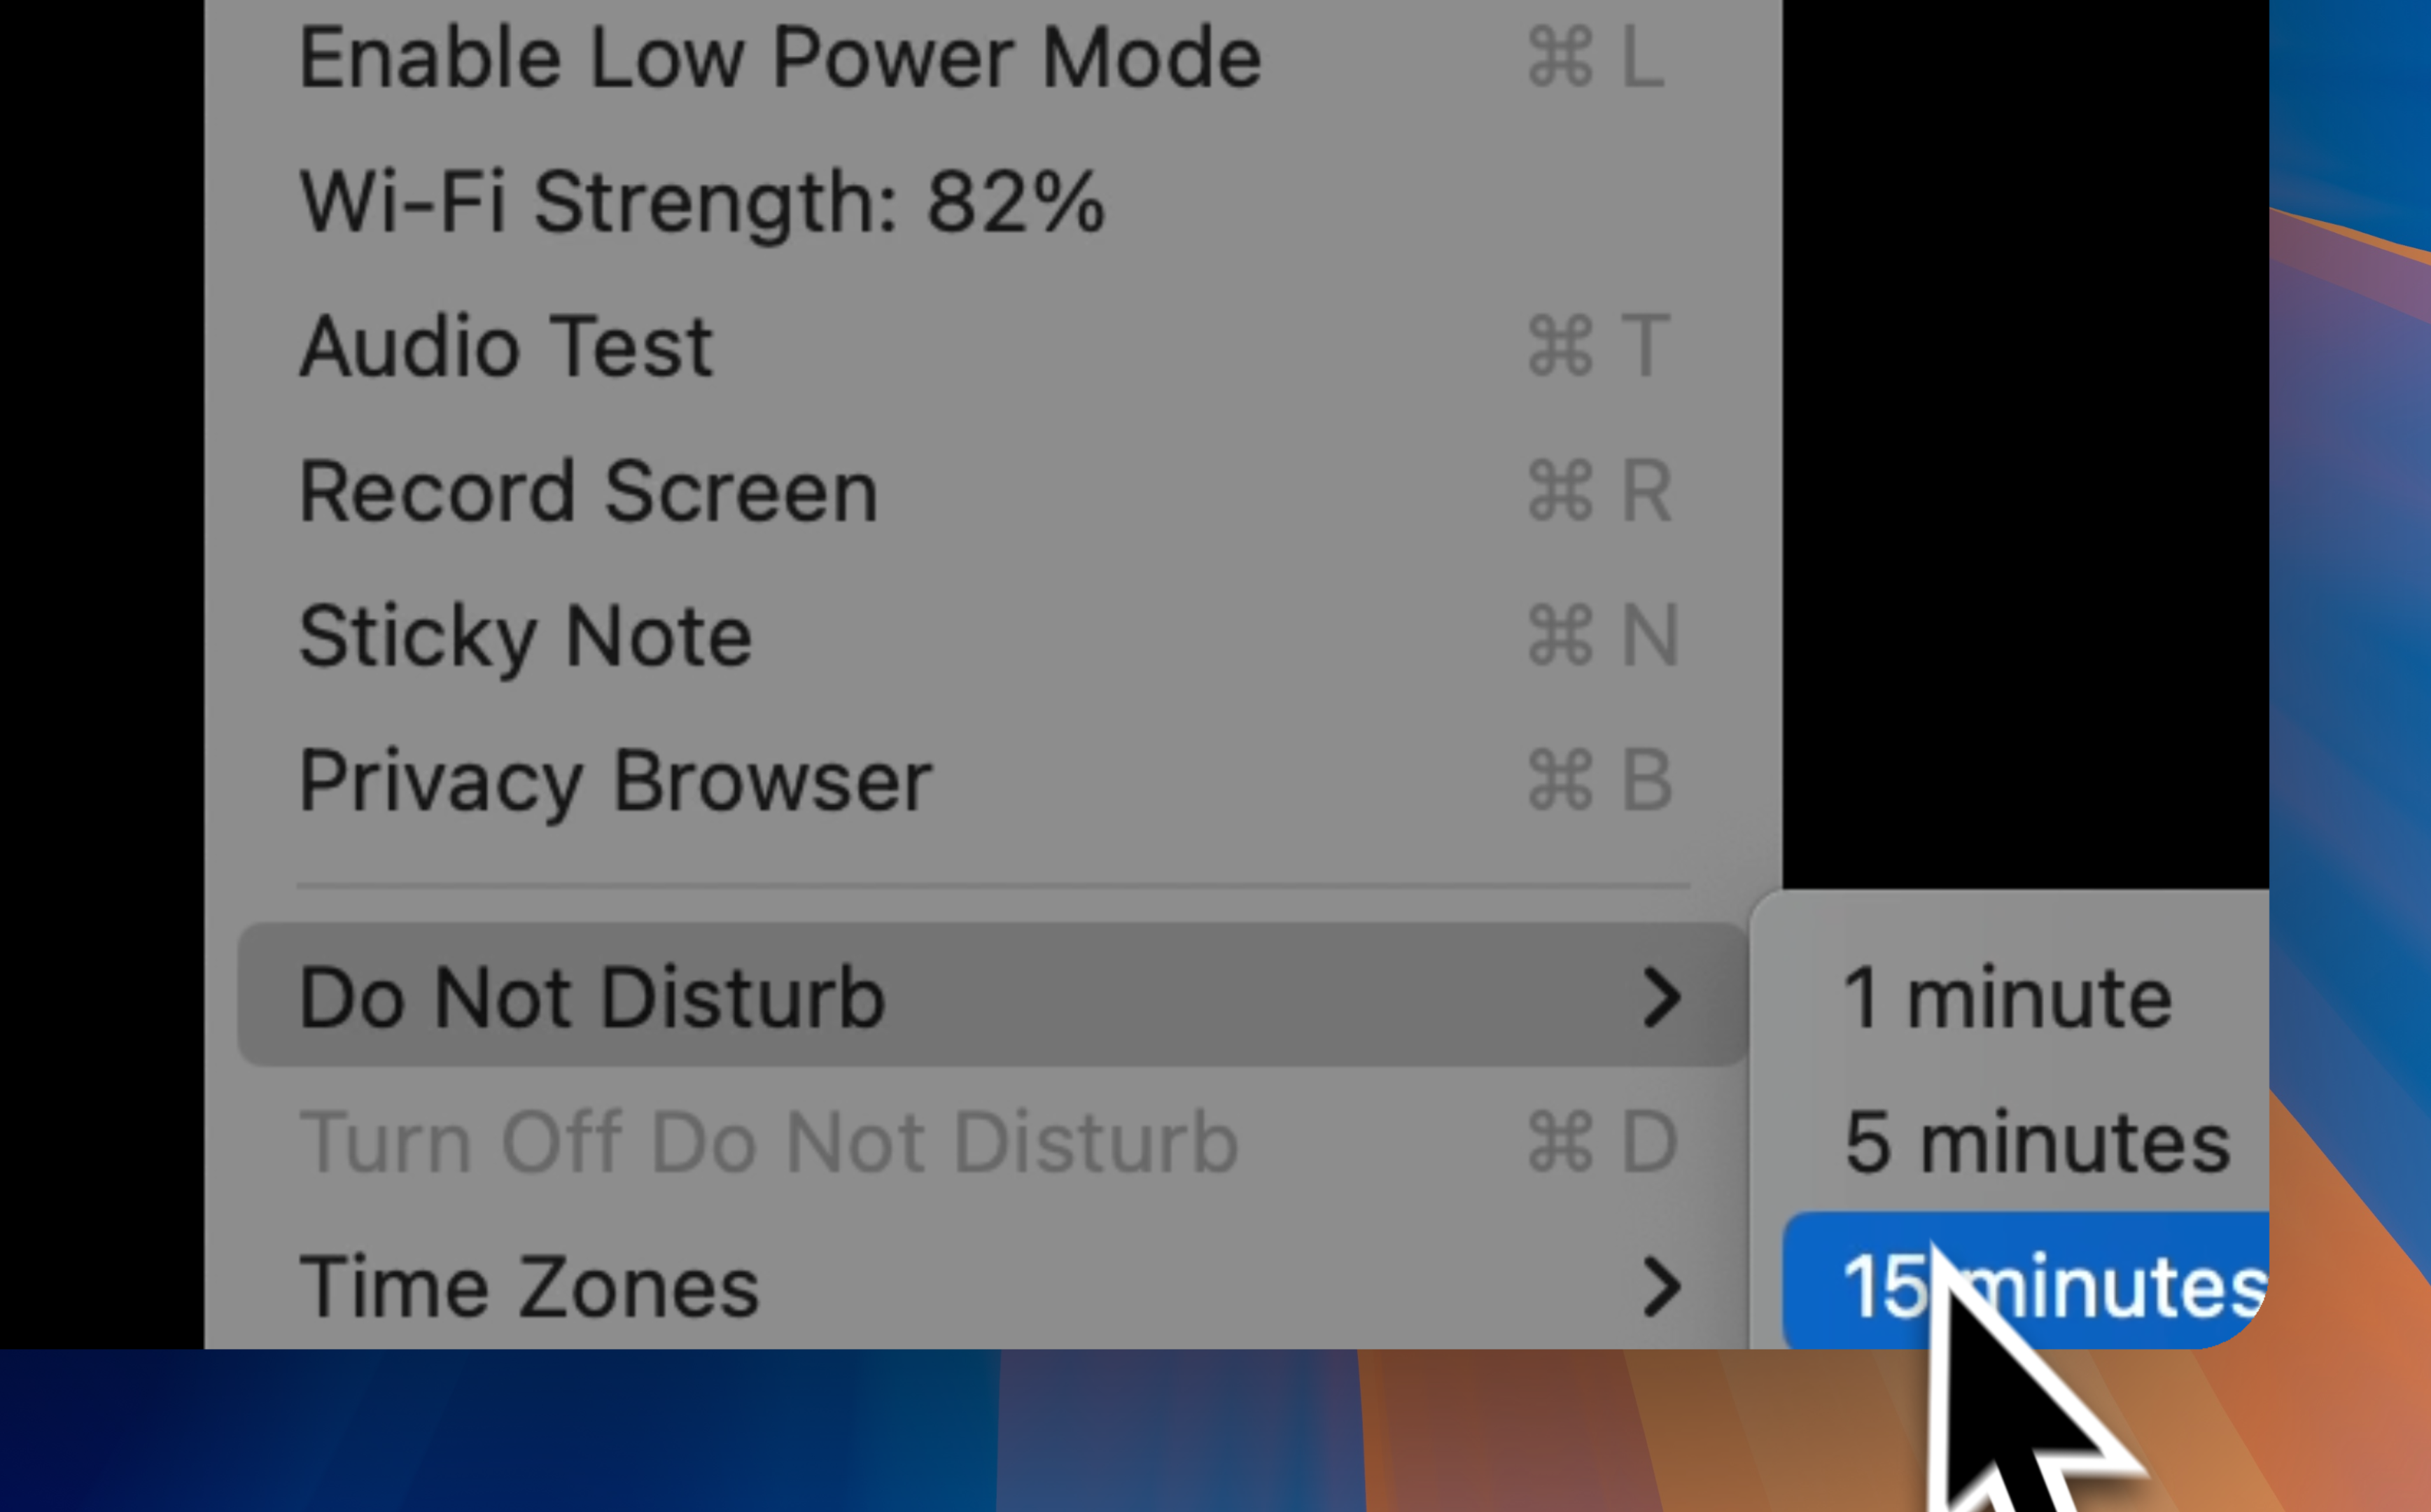 Enable Low Power Mode ⌘ L
Wi-Fi Strength: 82%
Audio Test ⌘ T
Record Screen ⌘ R
Sticky Note ⌘ N
Privacy Browser ⌘ B
Do Not Disturb
1 minute
Turn Off Do Not Disturb ⌘ D
5 minutes
Time Zones
15 minutes